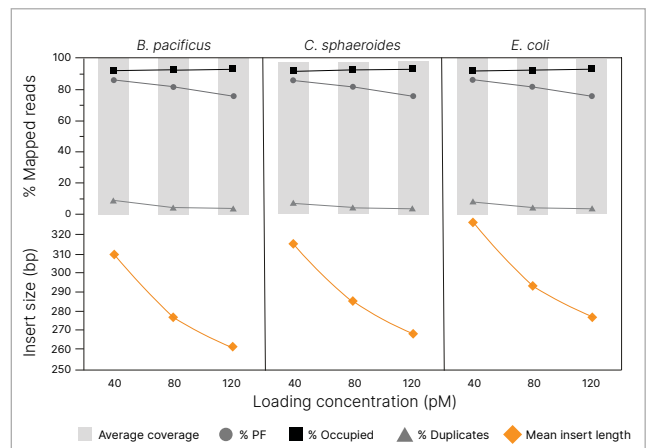 B. pacificus C. sphaeroides E. coli
% Mapped reads
100
80
60
40
20
0
Insert size (bp)
320
310
300
290
280
270
260
250
40 80 120 40 80 120 40 80 120
Loading concentration (pM)
Average coverage % PF % Occupied % Duplicates Mean insert length